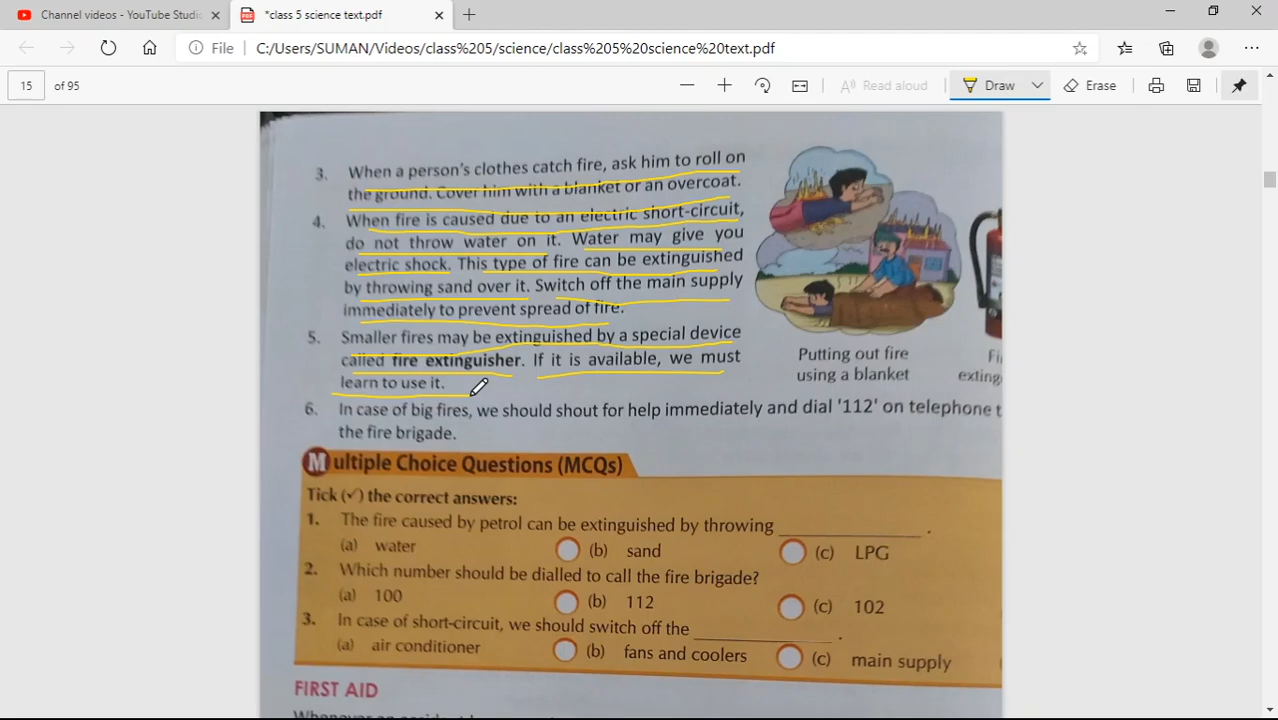 Channel videos - YouTube Studi
*class 5 science text.pdf
File C:/Users/SUMAN/Videos/class%205/science/class%205%20science%20text.pdf
15 of 95
Read aloud
Draw
Erase
3. When a person's clothes catch fire, ask him to roll on
the ground. Cover him with a blanket or an overcoat.
4. When fire is caused due to an electric short-circuit,
do not throw water on it. Water may give you
electric shock. This type of fire can be extinguished
by throwing sand over it. Switch off the main supply
immediately to prevent spread of fire.
5. Smaller fires may be extinguished by a special device
called fire extinguisher. If it is available, we must
learn to use it.
Putting out fire
using a blanket
Fi
exting
6. In case of big fires, we should shout for help immediately and dial '112' on telephone t
the fire brigade.
Multiple Choice Questions (MCQs)
Tick (✓) the correct answers:
1. The fire caused by petrol can be extinguished by throwing ____________.
(a) water (b) sand (c) LPG
2. Which number should be dialled to call the fire brigade?
(a) 100 (b) 112 (c) 102
3. In case of short-circuit, we should switch off the ____________.
(a) air conditioner (b) fans and coolers (c) main supply
FIRST AID